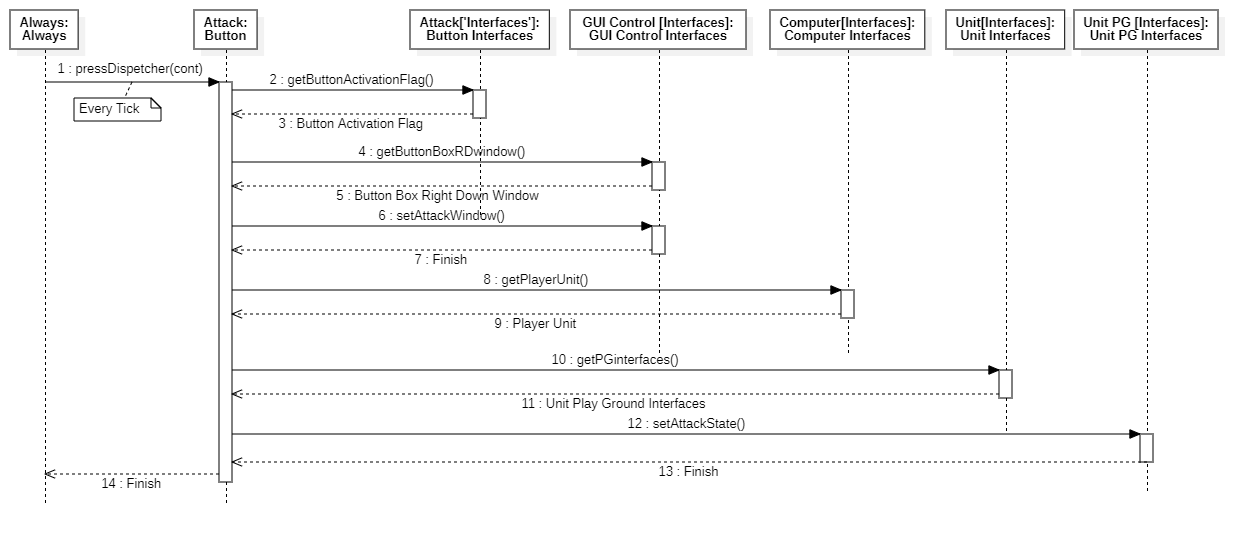 Always:
Always
Attack:
Button
Attack['Interfaces']:
Button Interfaces
GUI Control [Interfaces]:
GUI Control Interfaces
Computer[Interfaces]:
Computer Interfaces
Unit[Interfaces]:
Unit Interfaces
Unit PG [Interfaces]:
Unit PG Interfaces
1 : pressDispetcher(cont)
Every Tick
2 : getButtonActivationFlag()
3 : Button Activation Flag
4 : getButtonBoxRDwindow()
5 : Button Box Right Down Window
6 : setAttackWindow()
7 : Finish
8 : getPlayerUnit()
9 : Player Unit
10 : getPGinterfaces()
11 : Unit Play Ground Interfaces
12 : setAttackState()
13 : Finish
14 : Finish